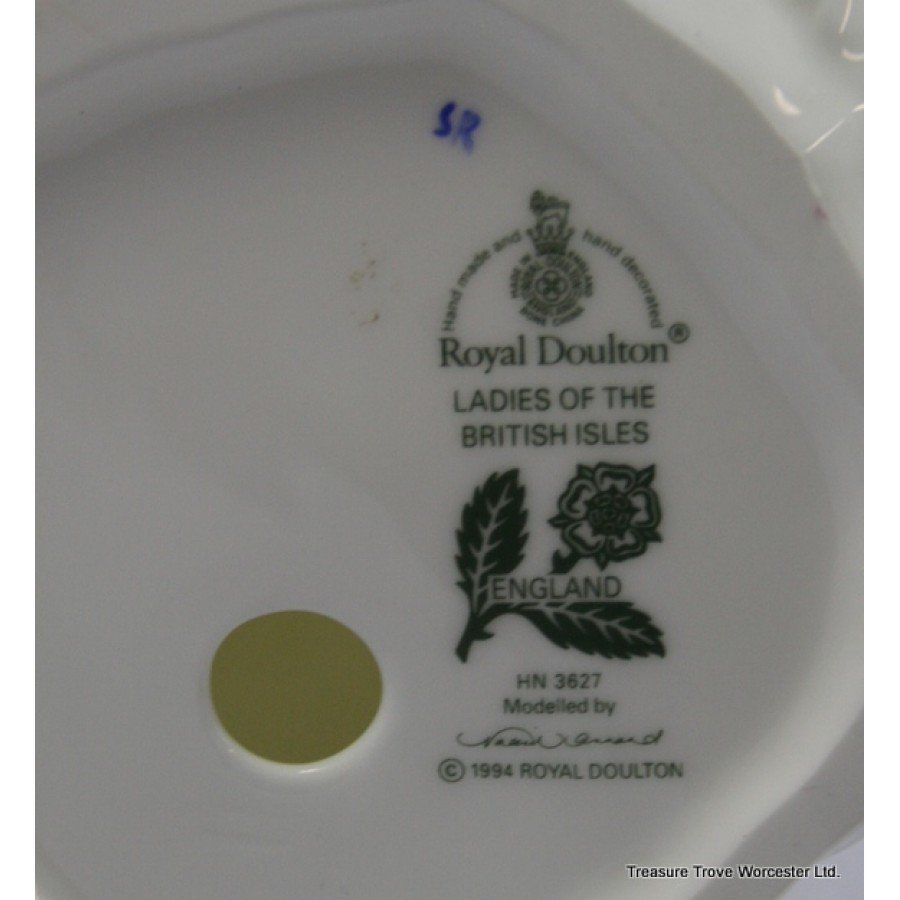 SR
Hand made and hand decorated
Royal Doulton®
LADIES OF THE
BRITISH ISLES
ENGLAND
HN 3627
Modelled by
© 1994 ROYAL DOULTON
Treasure Trove Worcester Ltd.